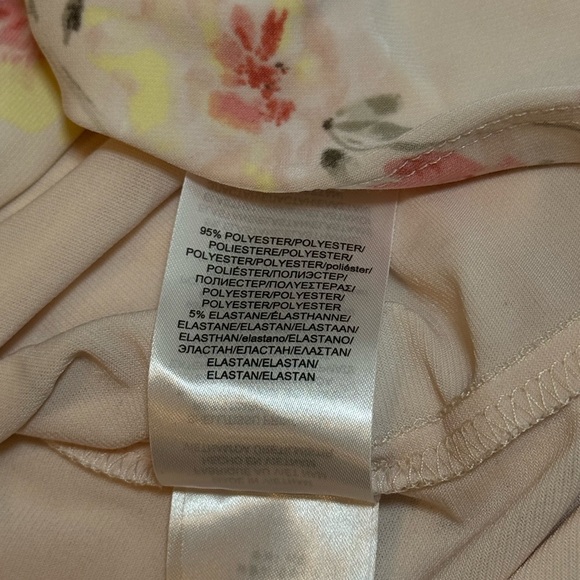 95% POLYESTER/POLYESTER/
POLIESTERE/POLYESTER/
POLYESTER/POLYESTER/poliéster/
POLIÉSTER/ПОЛИЭСТЕР/
ПОЛИЕСТЕР/ΠΟΛΥΕΣΤΕΡΑΣ/
POLYESTER/POLYESTER/
POLYESTER/POLYESTER
5% ELASTANE/ÉLASTHANNE/
ELASTANE/ELASTAN/ELASTAAN/
ELASTHAN/elastano/ELASTANO/
ЭЛАСТАН/ЕЛАСТАН/ΕΛΑΣΤΑΝ/
ELASTAN/ELASTAN/
ELASTAN/ELASTAN